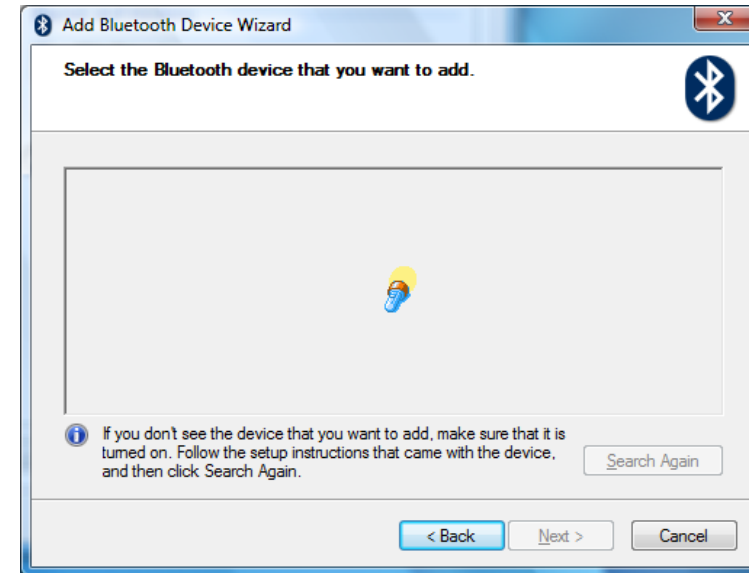 Add Bluetooth Device Wizard
Select the Bluetooth device that you want to add.
If you don't see the device that you want to add, make sure that it is
turned on. Follow the setup instructions that came with the device,
and then click Search Again.
Search Again
< Back
Next >
Cancel